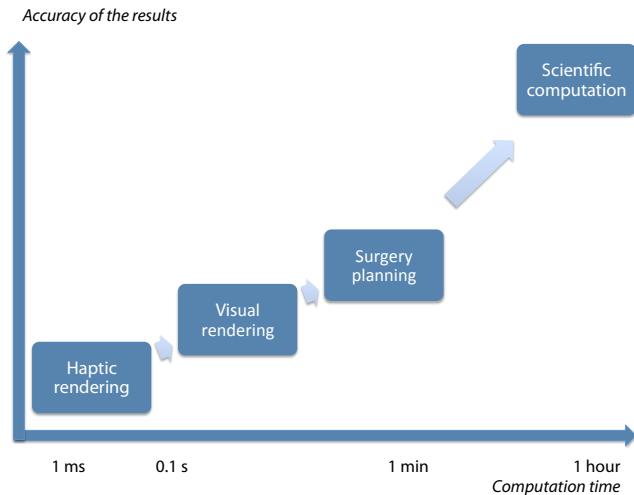 Accuracy of the results
Scientific
computation
Surgery
planning
Visual
rendering
Haptic
rendering
1 ms
0.1 s
1 min
1 hour
Computation time